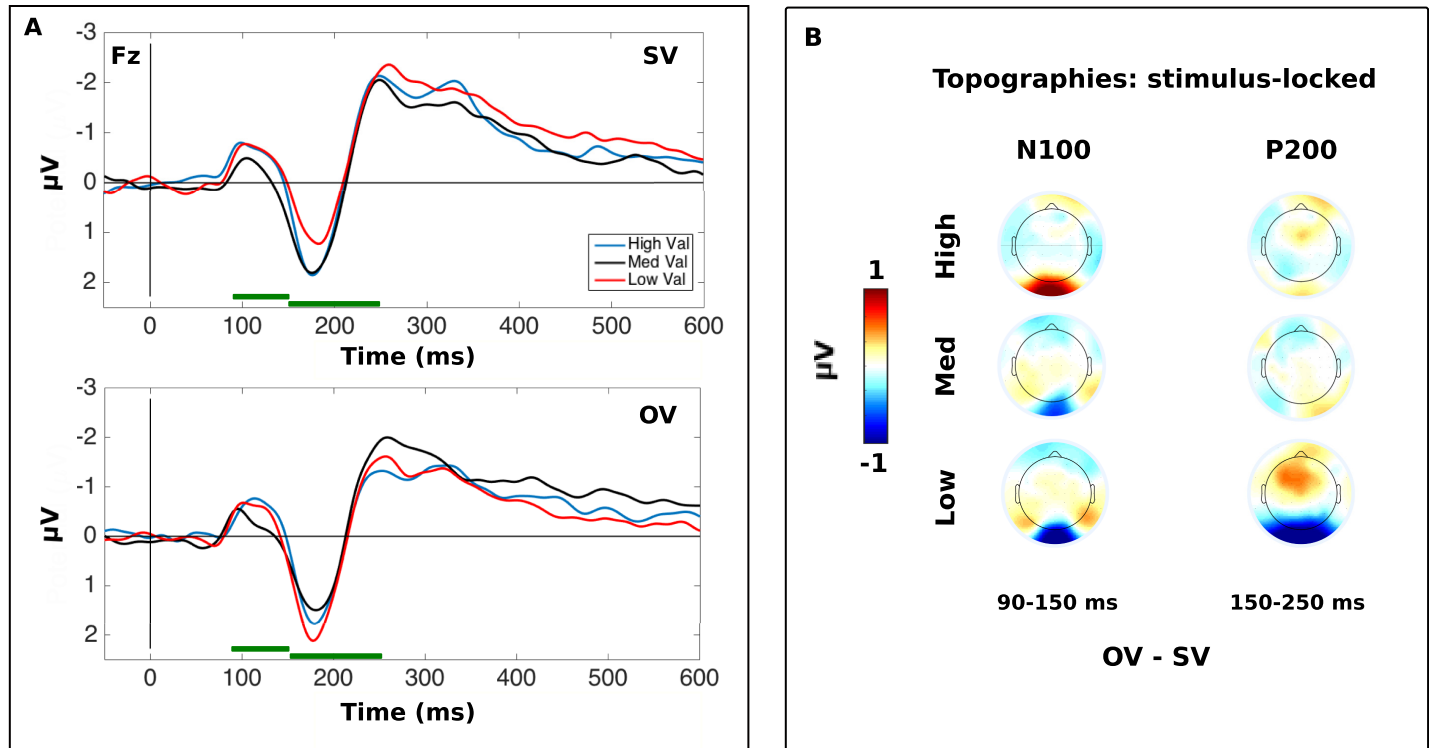 A
Fz
SV
-3
-2
-1
0
1
2
µV
High Val
Med Val
Low Val
0 100 200 300 400 500 600
Time (ms)
OV
-3
-2
-1
0
1
2
µV
0 100 200 300 400 500 600
Time (ms)
B
Topographies: stimulus-locked
N100 P200
High
Med
Low
1
µV
-1
90-150 ms 150-250 ms
OV - SV